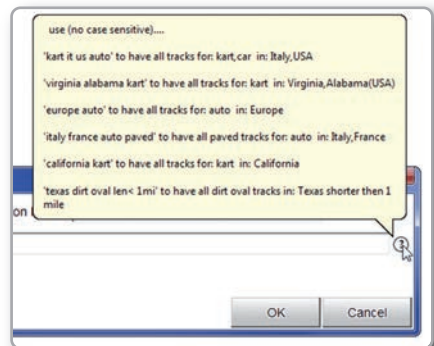 use (no case sensitive)....
'kart it us auto' to have all tracks for: kart,car in: Italy,USA
'virginia alabama kart' to have all tracks for: kart in: Virginia,Alabama(USA)
'europe auto' to have all tracks for: auto in: Europe
'italy france auto paved' to have all paved tracks for: auto in: Italy,France
'california kart' to have all tracks for: kart in: California
'texas dirt oval len< 1mi' to have all dirt oval tracks in: Texas shorter then 1
mile
on
OK Cancel